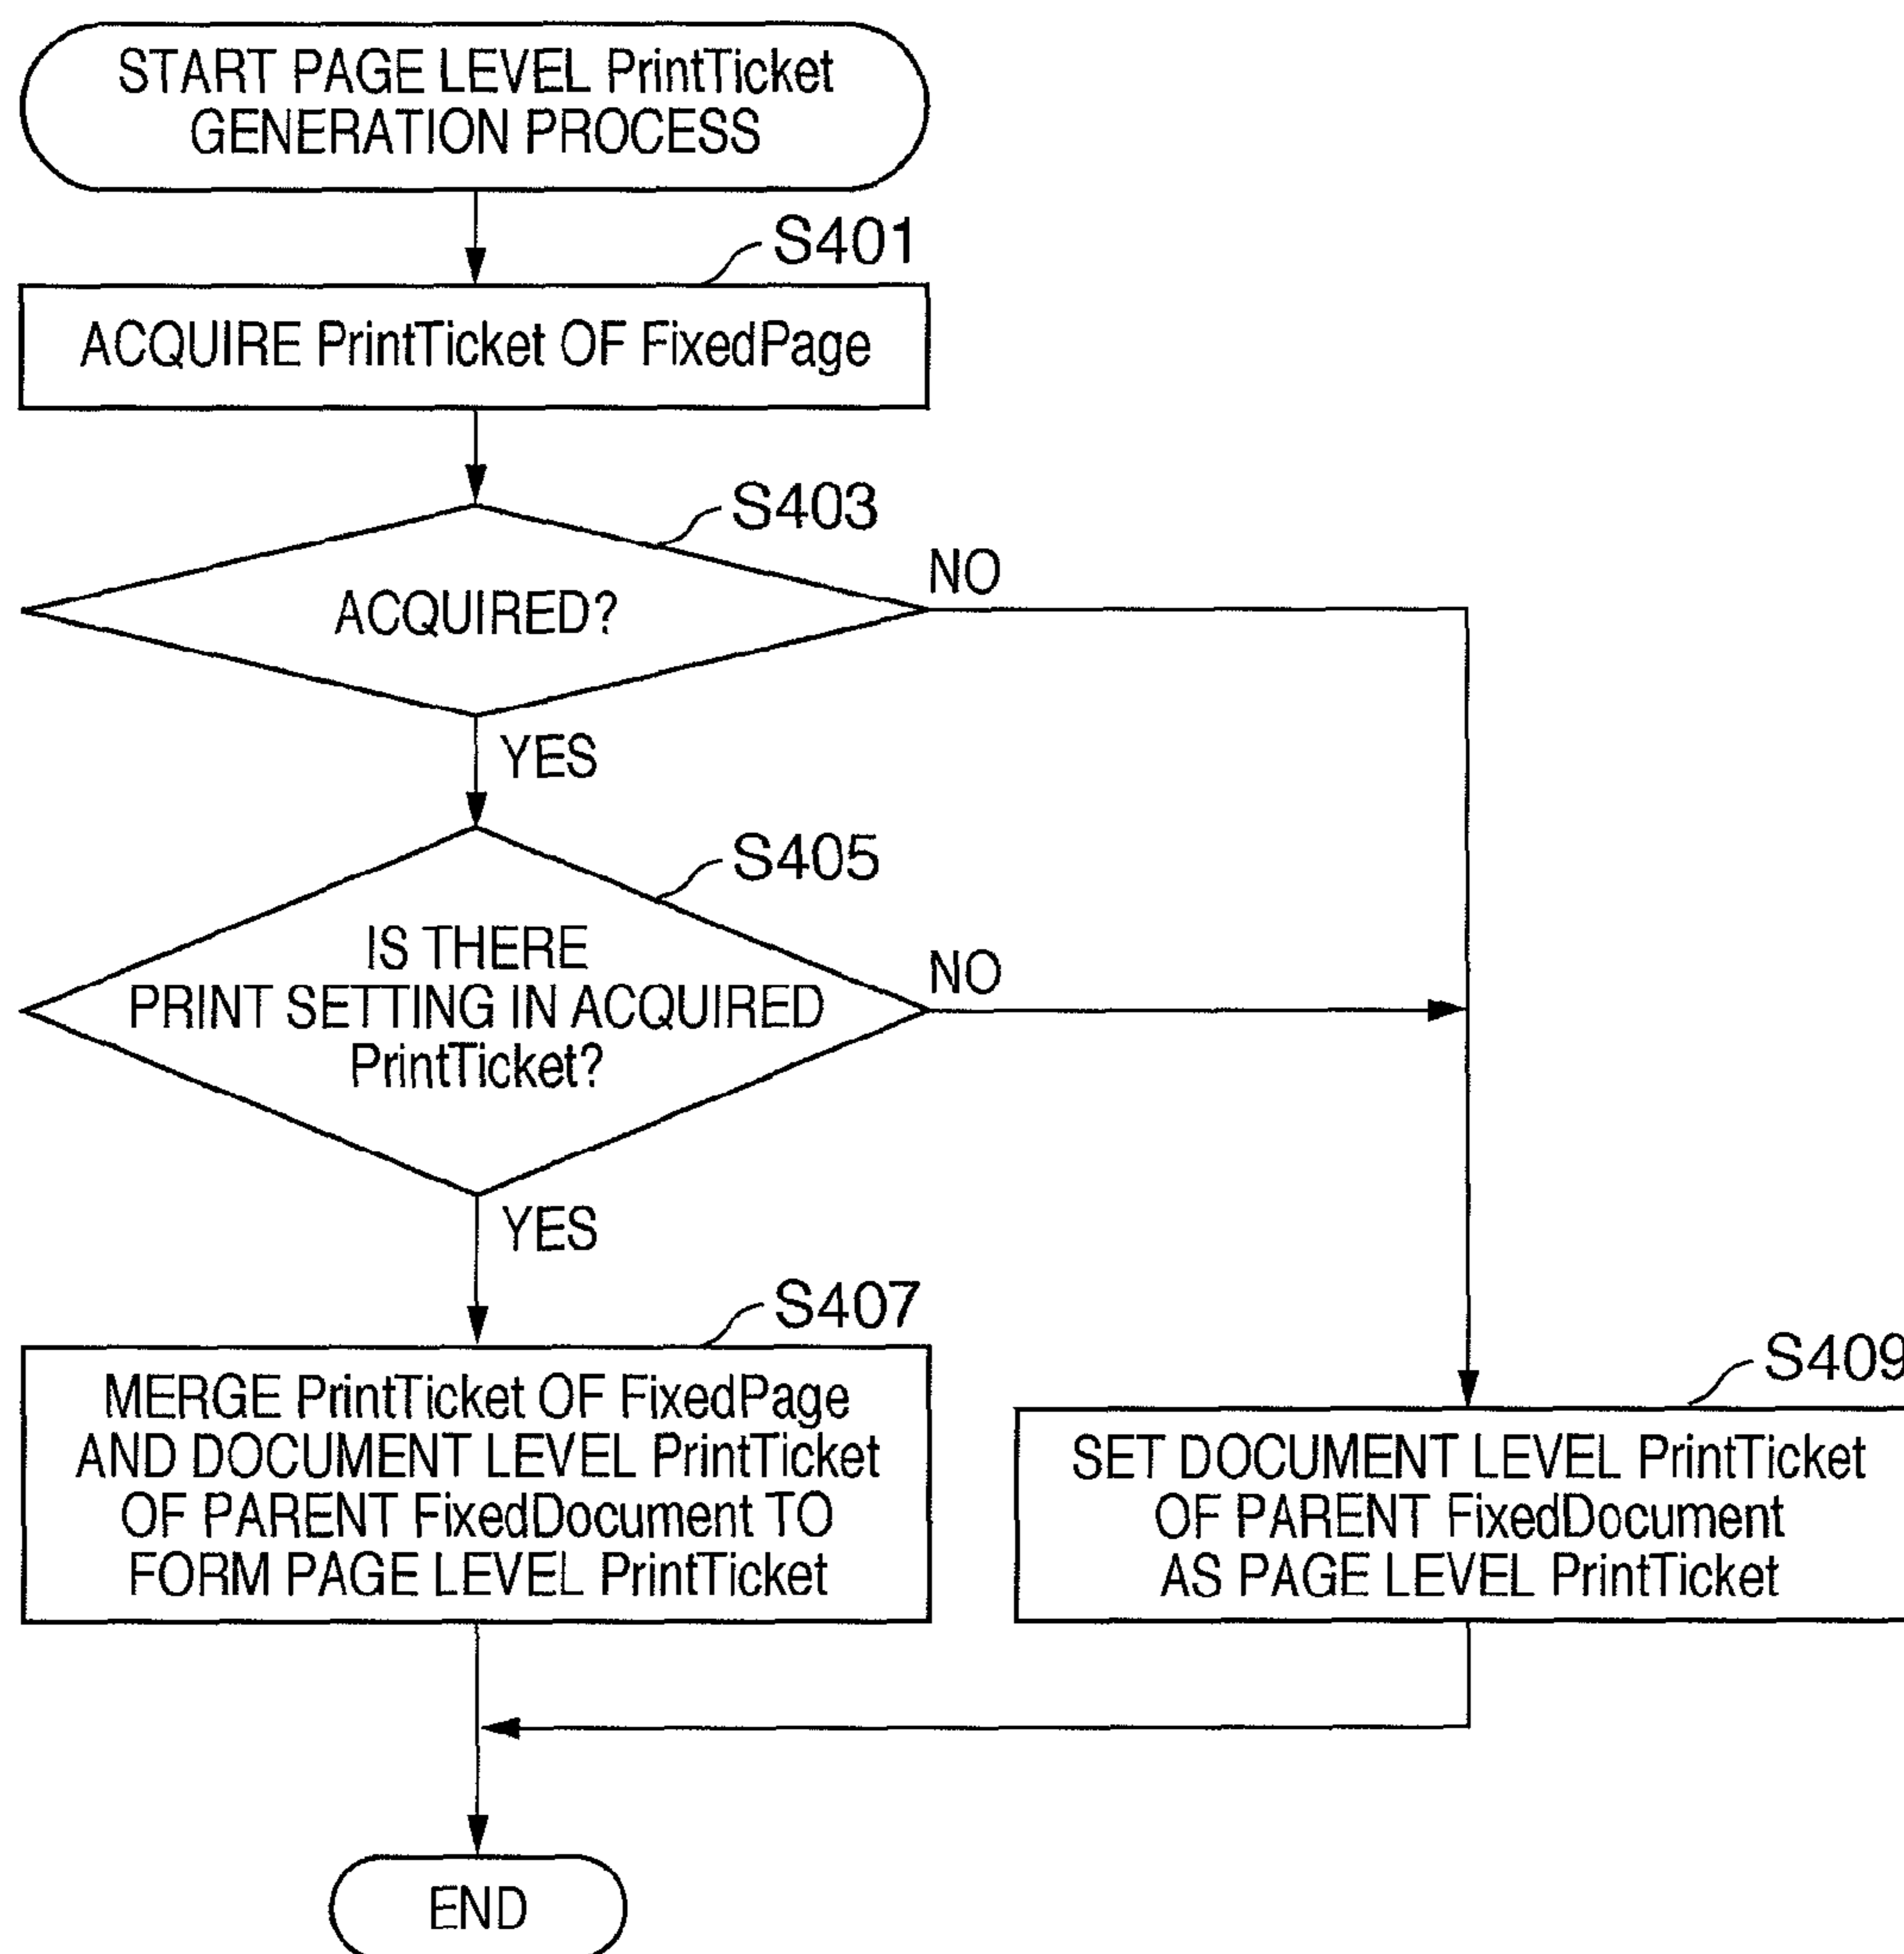 START PAGE LEVEL PrintTicket
GENERATION PROCESS
S401
ACQUIRE PrintTicket OF FixedPage
S403
ACQUIRED?
NO
YES
S405
IS THERE
PRINT SETTING IN ACQUIRED
PrintTicket?
NO
YES
S407
MERGE PrintTicket OF FixedPage
AND DOCUMENT LEVEL PrintTicket
OF PARENT FixedDocument TO
FORM PAGE LEVEL PrintTicket
S409
SET DOCUMENT LEVEL PrintTicket
OF PARENT FixedDocument
AS PAGE LEVEL PrintTicket
END